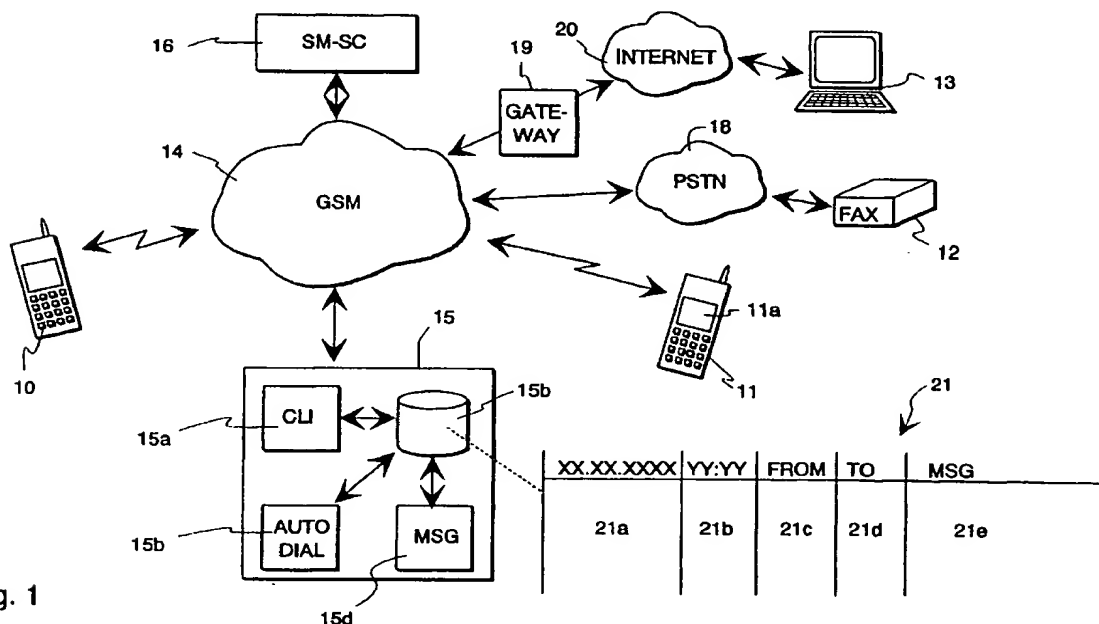 16
SM-SC
20
INTERNET
13
19
GATE-
WAY
14
GSM
18
PSTN
FAX
12
10
11a
11
15
CLI
15a
15b
15b
AUTO
DIAL
MSG
15d
21
XX.XX.XXXX YY:YY FROM TO MSG
21a 21b 21c 21d 21e
g. 1